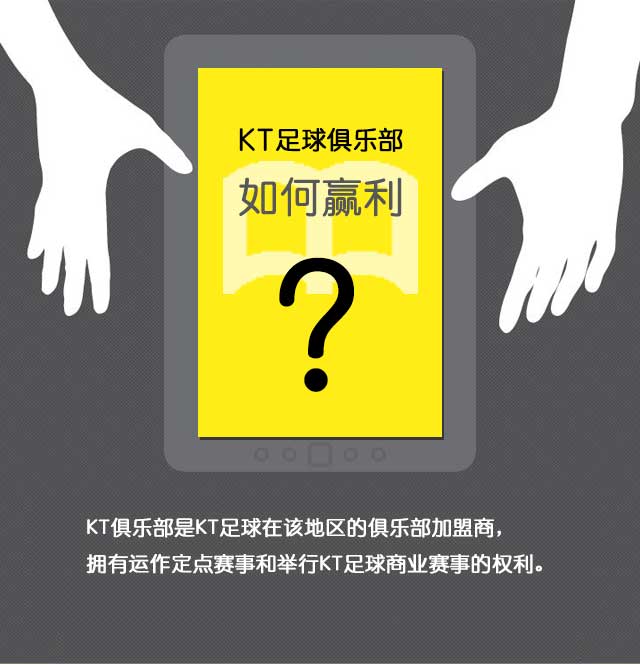 KT足球俱乐部
如何赢利
?
KT俱乐部是KT足球在该地区的俱乐部加盟商，
拥有运作定点赛事和举行KT足球商业赛事的权利。